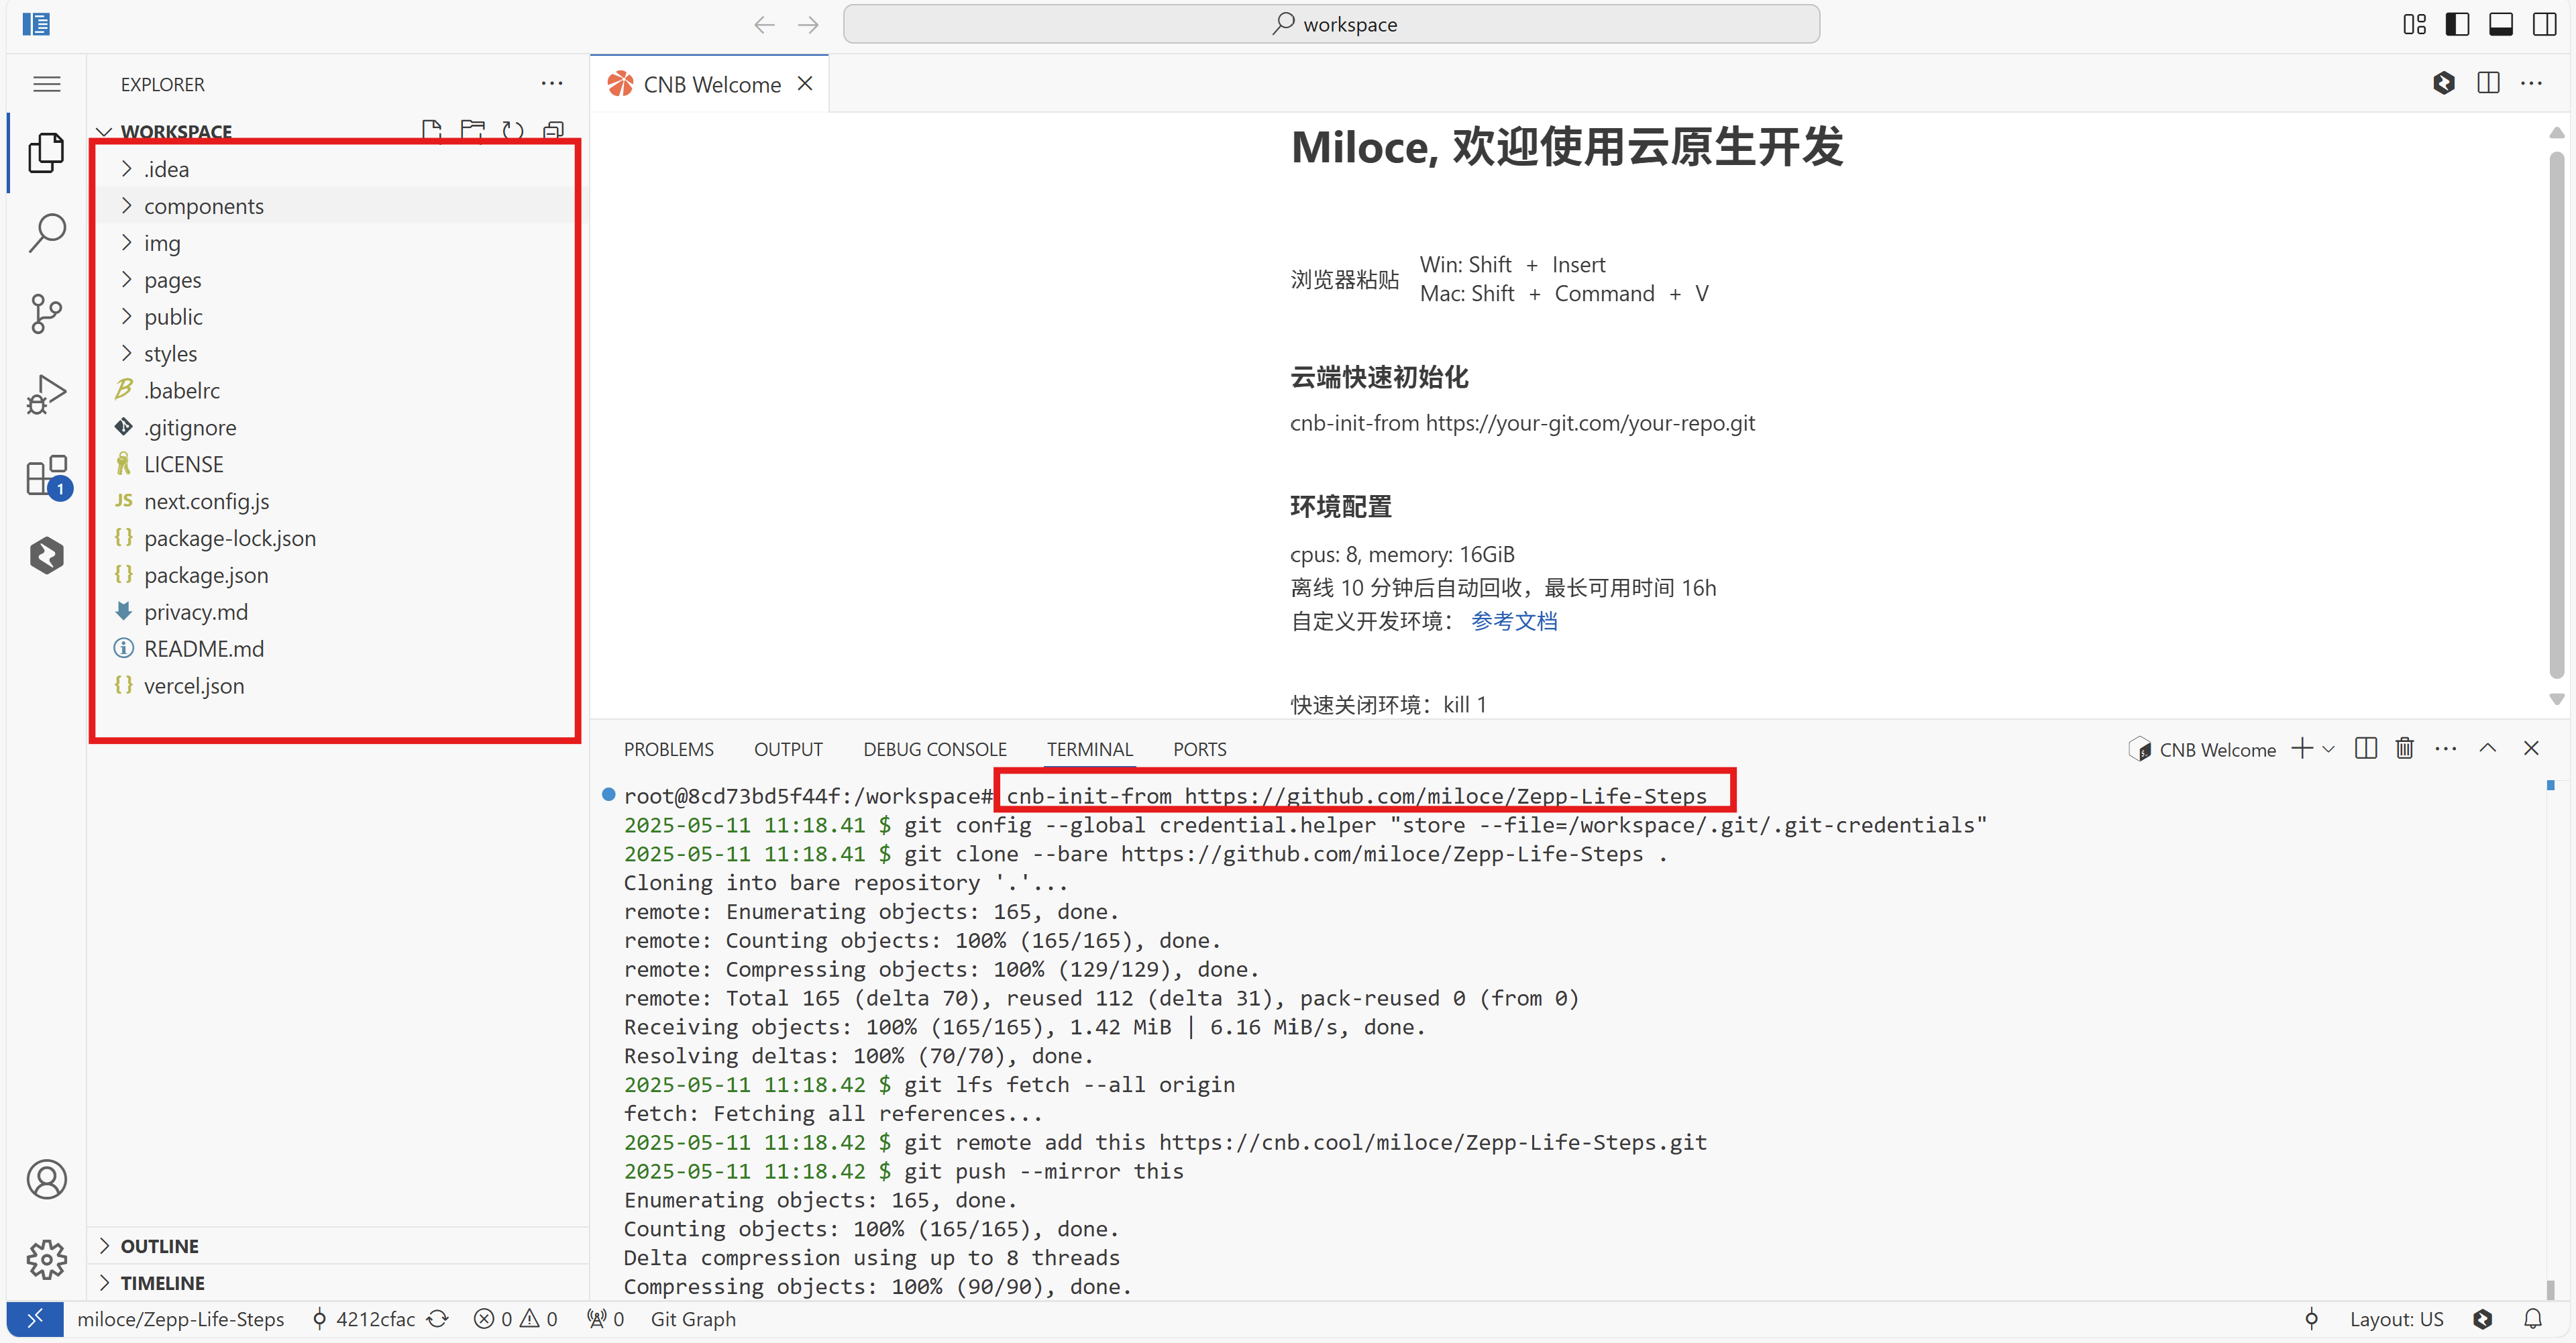 workspace
EXPLORER
CNB Welcome
WORKSPACE
.idea
components
img
pages
public
styles
.babelrc
.gitignore
LICENSE
JS next.config.js
{} package-lock.json
{} package.json
privacy.md
README.md
{} vercel.json
1
OUTLINE
TIMELINE
Miloce, 欢迎使用云原生开发
浏览器粘贴
Win: Shift + Insert
Mac: Shift + Command + V
云端快速初始化
cnb-init-from https://your-git.com/your-repo.git
环境配置
cpus: 8, memory: 16GiB
离线 10 分钟后自动回收，最长可用时间 16h
自定义开发环境： 参考文档
快速关闭环境：kill 1
PROBLEMS OUTPUT DEBUG CONSOLE TERMINAL PORTS
CNB Welcome
root@8cd73bd5f44f:/workspace# cnb-init-from https://github.com/miloce/Zepp-Life-Steps
2025-05-11 11:18.41 $ git config --global credential.helper "store --file=/workspace/.git/.git-credentials"
2025-05-11 11:18.41 $ git clone --bare https://github.com/miloce/Zepp-Life-Steps .
Cloning into bare repository '.'...
remote: Enumerating objects: 165, done.
remote: Counting objects: 100% (165/165), done.
remote: Compressing objects: 100% (129/129), done.
remote: Total 165 (delta 70), reused 112 (delta 31), pack-reused 0 (from 0)
Receiving objects: 100% (165/165), 1.42 MiB | 6.16 MiB/s, done.
Resolving deltas: 100% (70/70), done.
2025-05-11 11:18.42 $ git lfs fetch --all origin
fetch: Fetching all references...
2025-05-11 11:18.42 $ git remote add this https://cnb.cool/miloce/Zepp-Life-Steps.git
2025-05-11 11:18.42 $ git push --mirror this
Enumerating objects: 165, done.
Counting objects: 100% (165/165), done.
Delta compression using up to 8 threads
Compressing objects: 100% (90/90), done.
miloce/Zepp-Life-Steps 4212cfac 0 0 0 Git Graph Layout: US